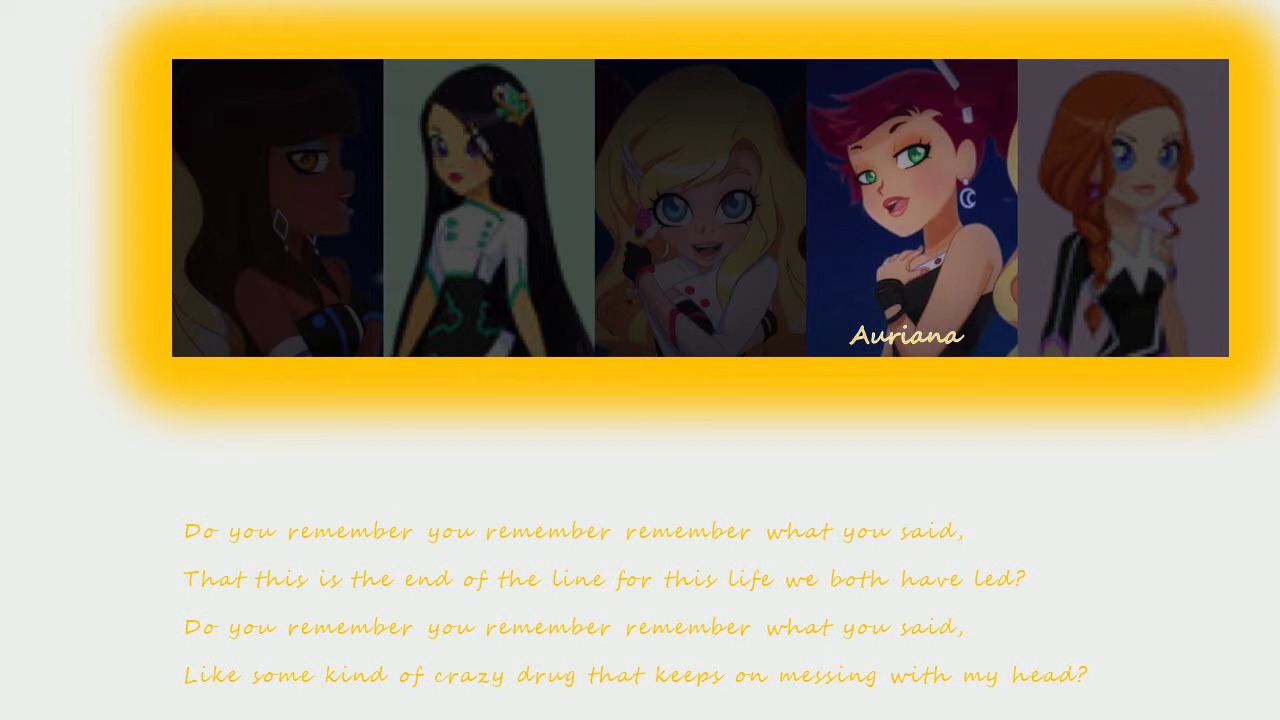 Auriana
Do you remember you remember remember what you said,
That this is the end of the line for this life we both have led?
Do you remember you remember remember what you said,
Like some kind of crazy drug that keeps on messing with my head?